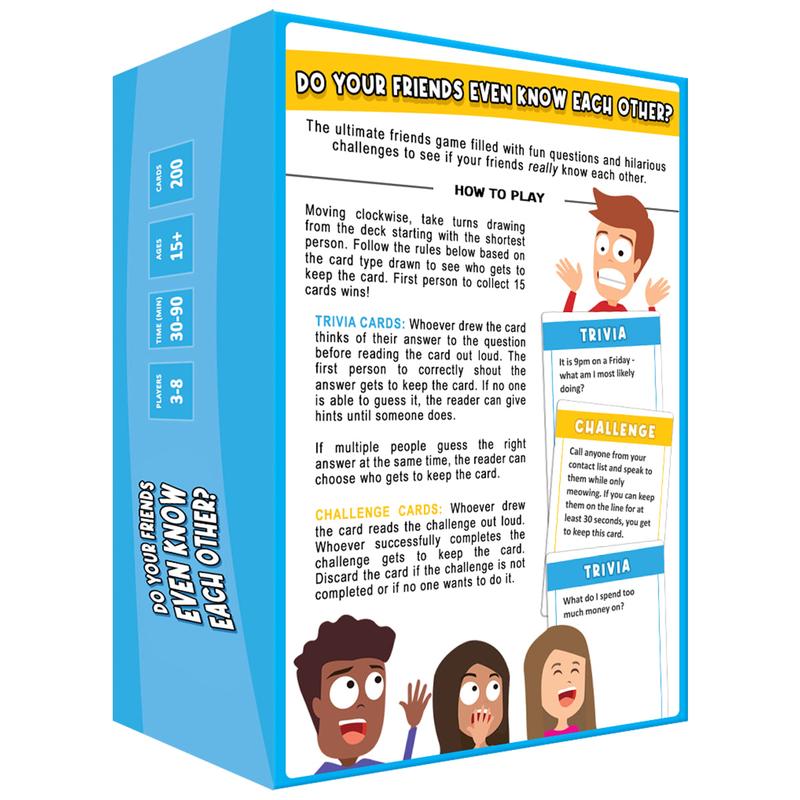 DO YOUR FRIENDS EVEN KNOW EACH OTHER?
The ultimate friends game filled with fun questions and hilarious
challenges to see if your friends really know each other.
HOW TO PLAY
Moving clockwise, take turns drawing
from the deck starting with the shortest
person. Follow the rules below based on
the card type drawn to see who gets to
keep the card. First person to collect 15
cards wins!
TRIVIA CARDS: Whoever drew the card
thinks of their answer to the question
before reading the card out loud. The
first person to correctly shout the
answer gets to keep the card. If no one
is able to guess it, the reader can give
hints until someone does.
If multiple people guess the right
answer at the same time, the reader can
choose who gets to keep the card.
CHALLENGE CARDS: Whoever drew
the card reads the challenge out loud.
Whoever successfully completes the
challenge gets to keep the card.
Discard the card if the challenge is not
completed or if no one wants to do it.
TRIVIA
It is 9pm on a Friday -
what am I most likely
doing?
CHALLENGE
Call anyone from your
contact list and speak to
them while only
meowing. If you can keep
them on the line for at
least 30 seconds, you get
to keep this card.
TRIVIA
What do I spend too
much money on?
DO YOUR FRIENDS
EVEN KNOW
EACH OTHER?
PLAYERS
3-8
TIME (MIN)
30-90
AGES
15+
CARDS
200